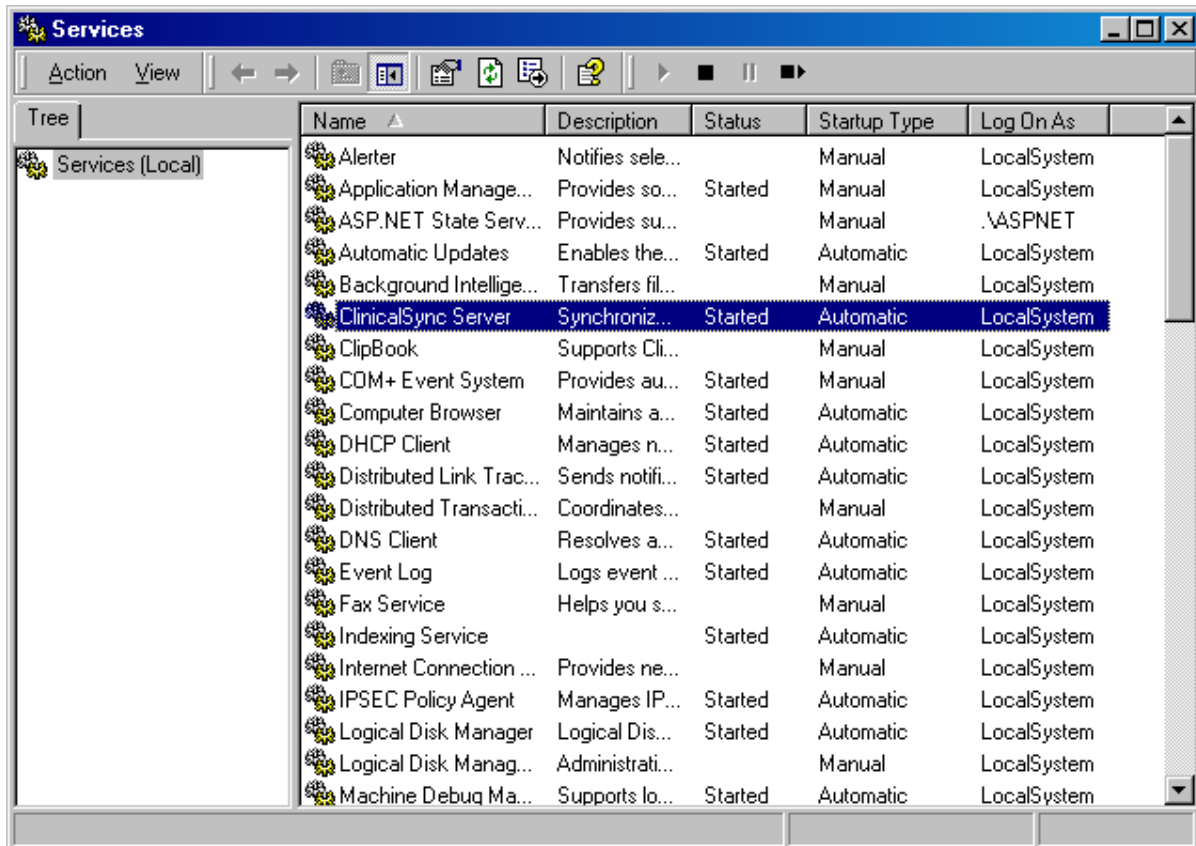 Services
Action View
Tree
Services (Local)
Name Description Status Startup Type Log On As
Alerter Notifies sele... Manual LocalSystem
Application Manage... Provides so... Started Manual LocalSystem
ASP.NET State Serv... Provides su... Manual .\ASPNET
Automatic Updates Enables the... Started Automatic LocalSystem
Background Intellige... Transfers fil... Manual LocalSystem
ClinicalSync Server Synchroniz... Started Automatic LocalSystem
ClipBook Supports Cli... Manual LocalSystem
COM+ Event System Provides au... Started Manual LocalSystem
Computer Browser Maintains a... Started Automatic LocalSystem
DHCP Client Manages n... Started Automatic LocalSystem
Distributed Link Trac... Sends notifi... Started Automatic LocalSystem
Distributed Transacti... Coordinates... Manual LocalSystem
DNS Client Resolves a... Started Automatic LocalSystem
Event Log Logs event ... Started Automatic LocalSystem
Fax Service Helps you s... Manual LocalSystem
Indexing Service Started Automatic LocalSystem
Internet Connection ... Provides ne... Manual LocalSystem
IPSEC Policy Agent Manages IP... Started Automatic LocalSystem
Logical Disk Manager Logical Dis... Started Automatic LocalSystem
Logical Disk Manag... Administrati... Manual LocalSystem
Machine Debug Ma... Supports lo... Started Automatic LocalSystem